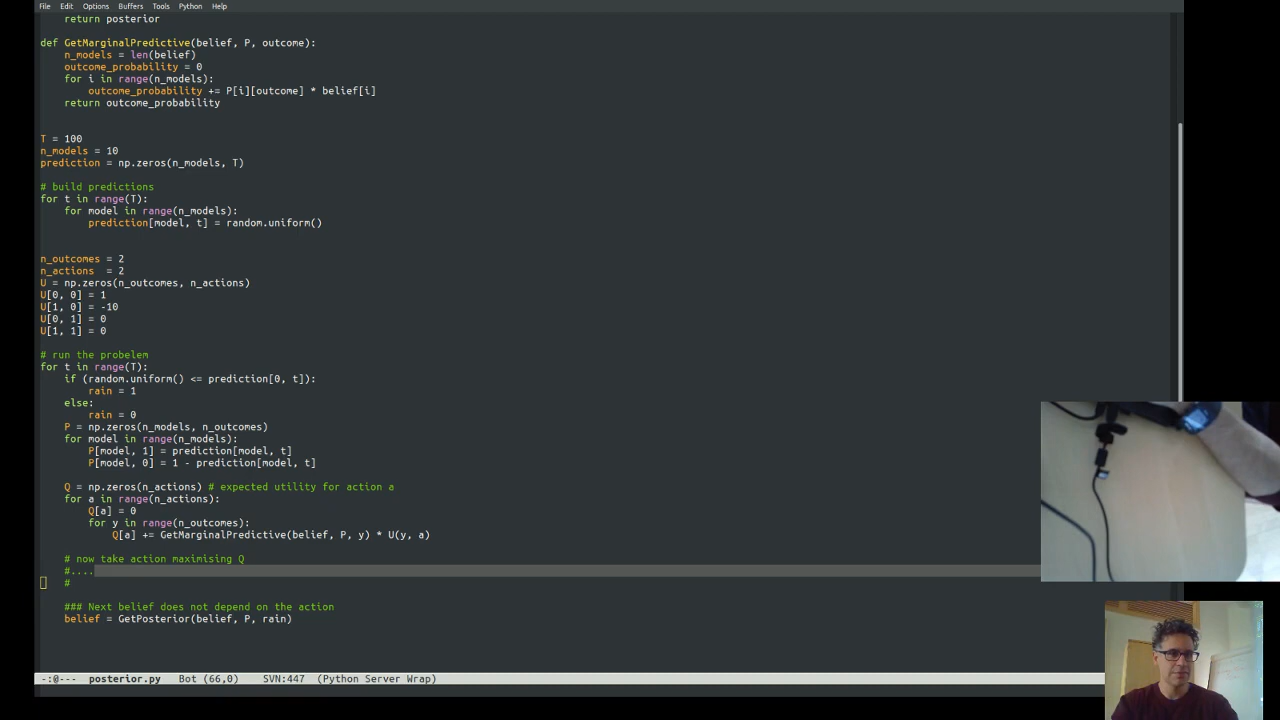 File Edit Options Buffers Tools Python Help
    return posterior
def GetMarginalPredictive(belief, P, outcome):
    n_models = len(belief)
    outcome_probability = 0
    for i in range(n_models):
        outcome_probability += P[i][outcome] * belief[i]
    return outcome_probability
T = 100
n_models = 10
prediction = np.zeros(n_models, T)
# build predictions
for t in range(T):
    for model in range(n_models):
        prediction[model, t] = random.uniform()
n_outcomes = 2
n_actions  = 2
U = np.zeros(n_outcomes, n_actions)
U[0, 0] = 1
U[1, 0] = -10
U[0, 1] = 0
U[1, 1] = 0
# run the probelem
for t in range(T):
    if (random.uniform() <= prediction[0, t]):
        rain = 1
    else:
        rain = 0
    P = np.zeros(n_models, n_outcomes)
    for model in range(n_models):
        P[model, 1] = prediction[model, t]
        P[model, 0] = 1 - prediction[model, t]
    Q = np.zeros(n_actions) # expected utility for action a
    for a in range(n_actions):
        Q[a] = 0
        for y in range(n_outcomes):
            Q[a] += GetMarginalPredictive(belief, P, y) * U(y, a)
    # now take action maximising Q
    #....
    #
    ### Next belief does not depend on the action
    belief = GetPosterior(belief, P, rain)
-:@---  posterior.py   Bot (66,0)    SVN:447  (Python Server Wrap)